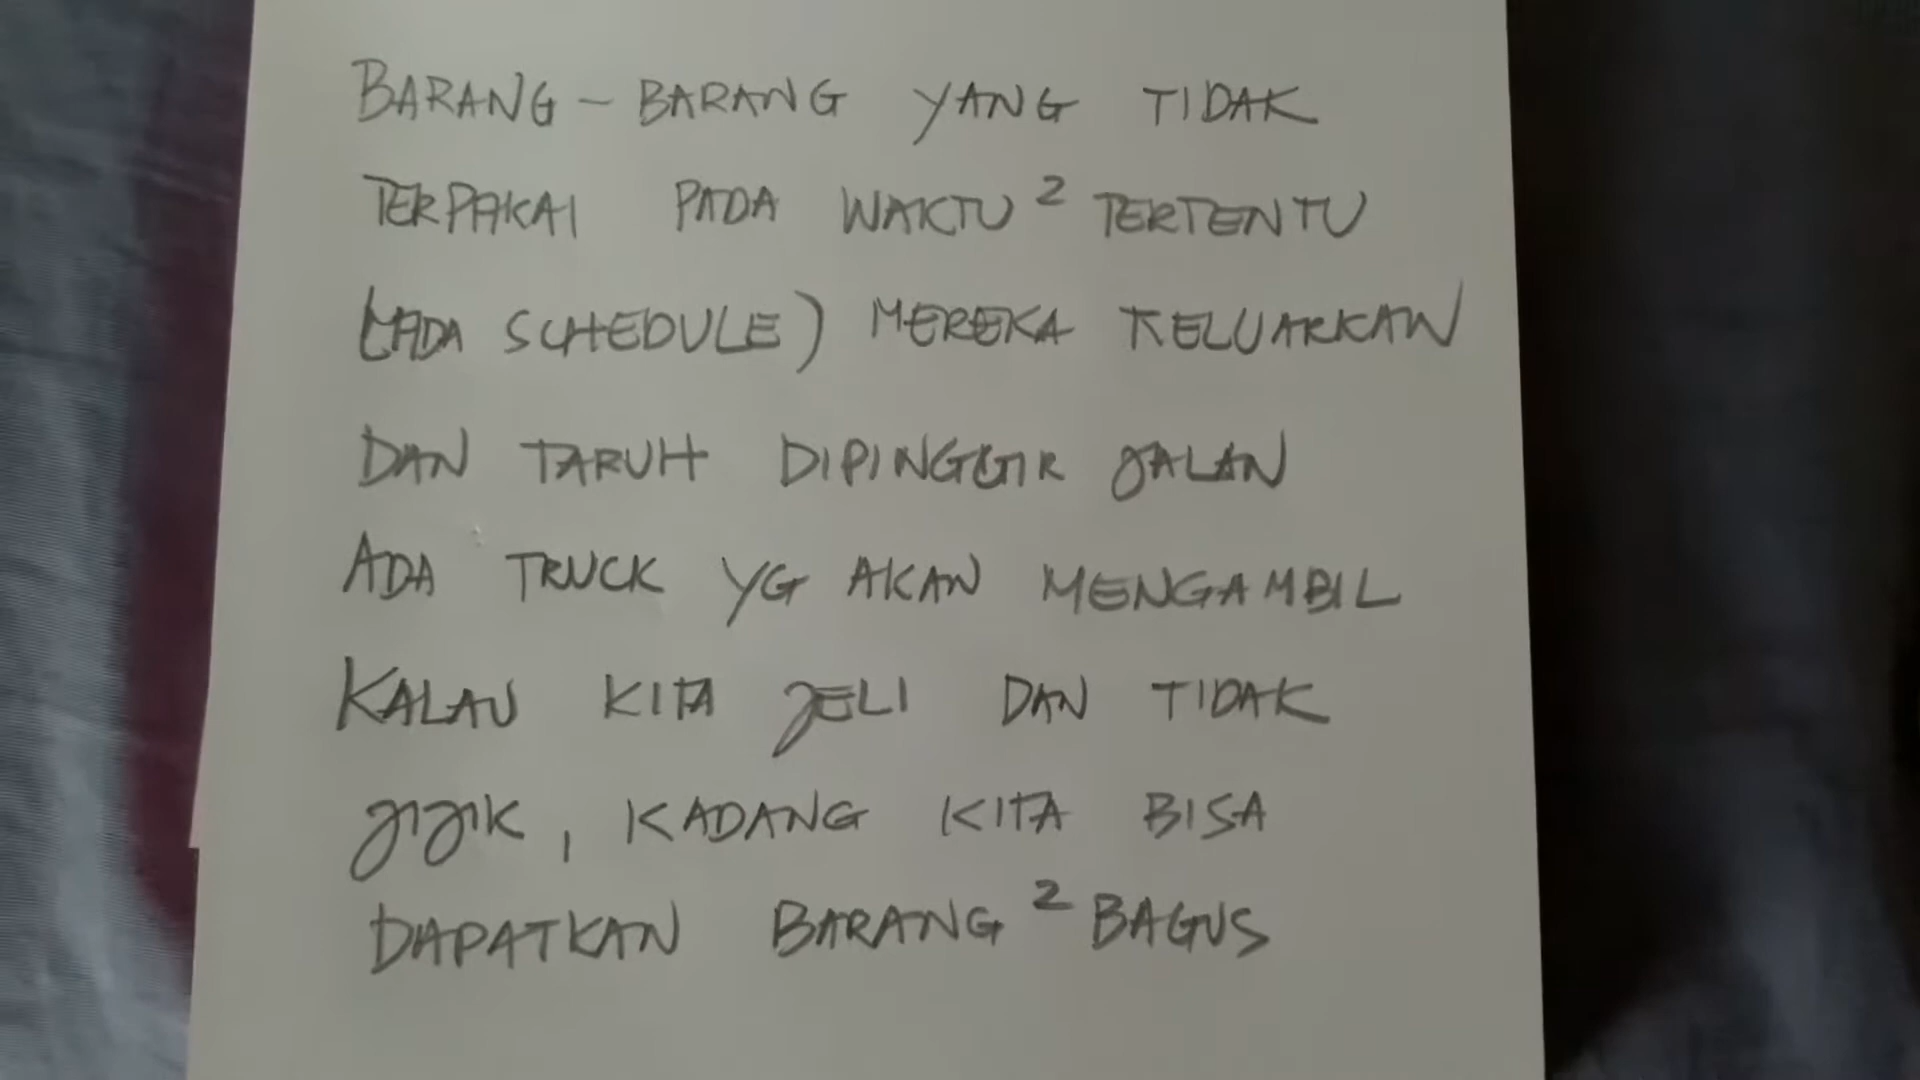 BARANG - BARANG YANG TIDAK
TERPAKAI PADA WAKTU ² TERTENTU
(ADA SCHEDULE) MEREKA KELUARKAN
DAN TARUH DIPINGGIR JALAN
ADA TRUCK YG AKAN MENGAMBIL
KALAU KITA JELI DAN TIDAK
JIJIK, KADANG KITA BISA
DAPATKAN BARANG ² BAGUS